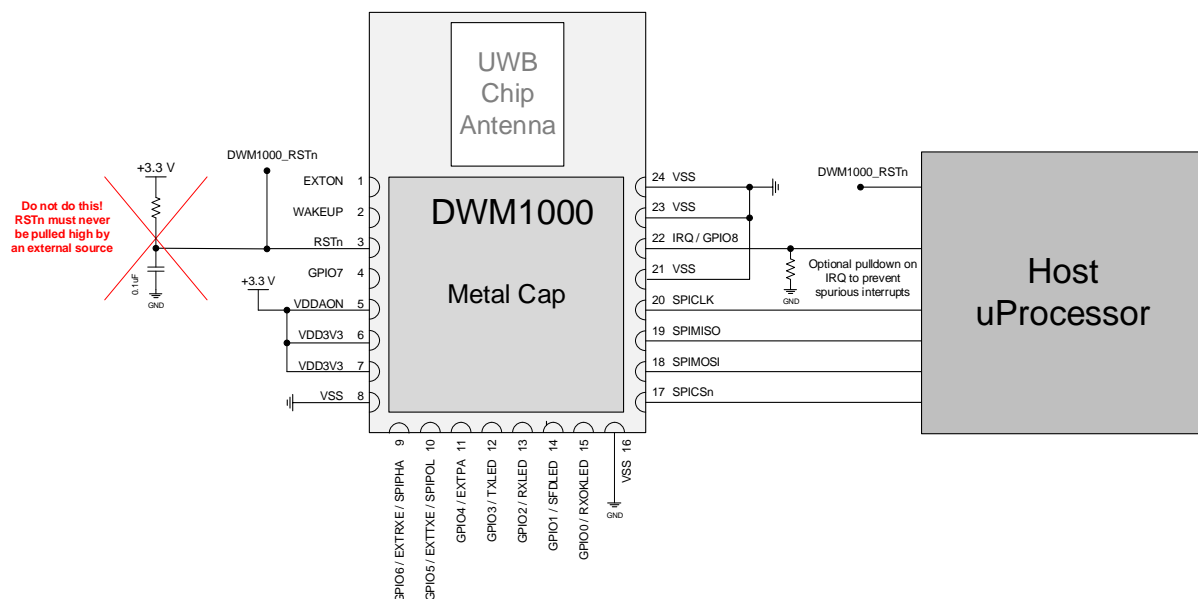 UWB
Chip
Antenna
+3.3 V
DWM1000_RSTn
Do not do this!
RSTn must never
be pulled high by
an external source
0.1uF
GND
+3.3 V
EXTON 1
WAKEUP 2
RSTn 3
GPIO7 4
VDDAON 5
VDD3V3 6
VDD3V3 7
VSS 8
DWM1000
Metal Cap
24 VSS
23 VSS
22 IRQ / GPIO8
21 VSS
20 SPICLK
19 SPIMISO
18 SPIMOSI
17 SPICSn
Optional pulldown on
IRQ to prevent
spurious interrupts
GND
DWM1000_RSTn
Host
uProcessor
GPIO6 / EXTRXE / SPIPHA 9
GPIO5 / EXTTXE / SPIPOL 10
GPIO4 / EXTPA 11
GPIO3 / TXLED 12
GPIO2 / RXLED 13
GPIO1 / SFDLED 14
GPIO0 / RXOKLED 15
VSS 16
GND